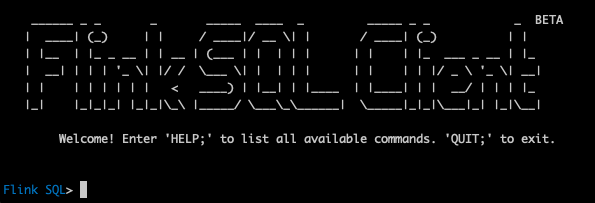 Flink SQL Client BETA
Welcome! Enter 'HELP;' to list all available commands. 'QUIT;' to exit.
Flink SQL>